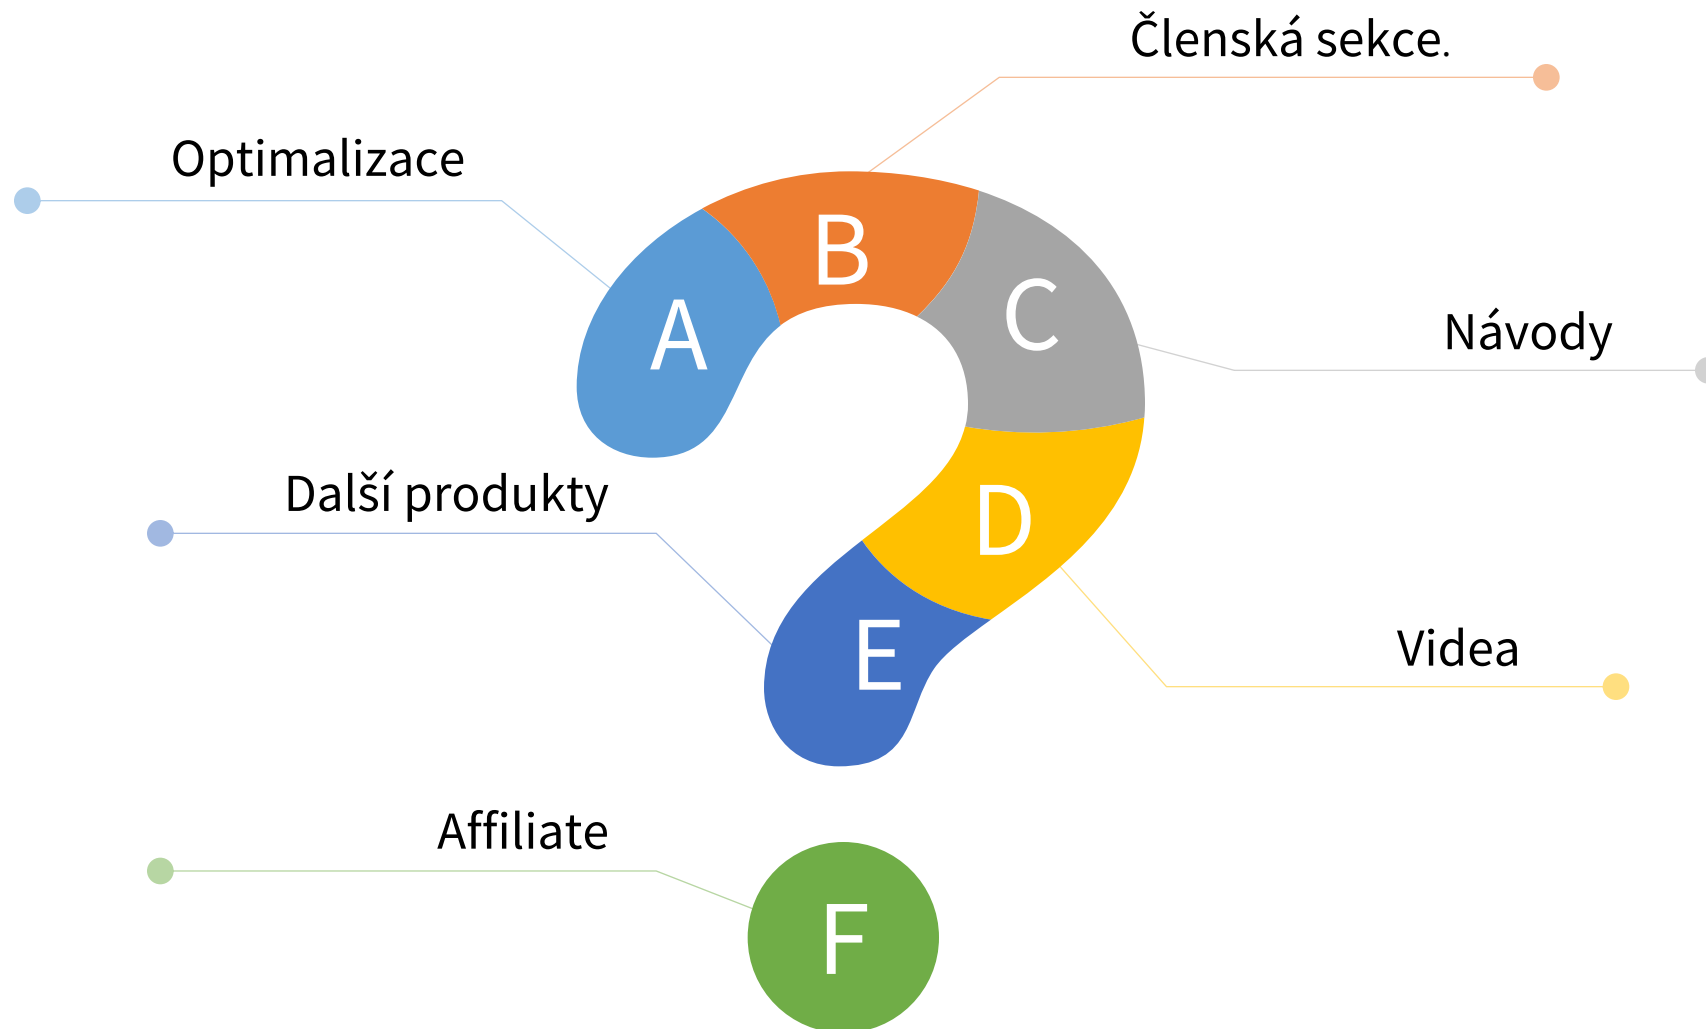 Členská sekce.
Optimalizace
B
A
C
Návody
Další produkty
D
E
Videa
Affiliate
F